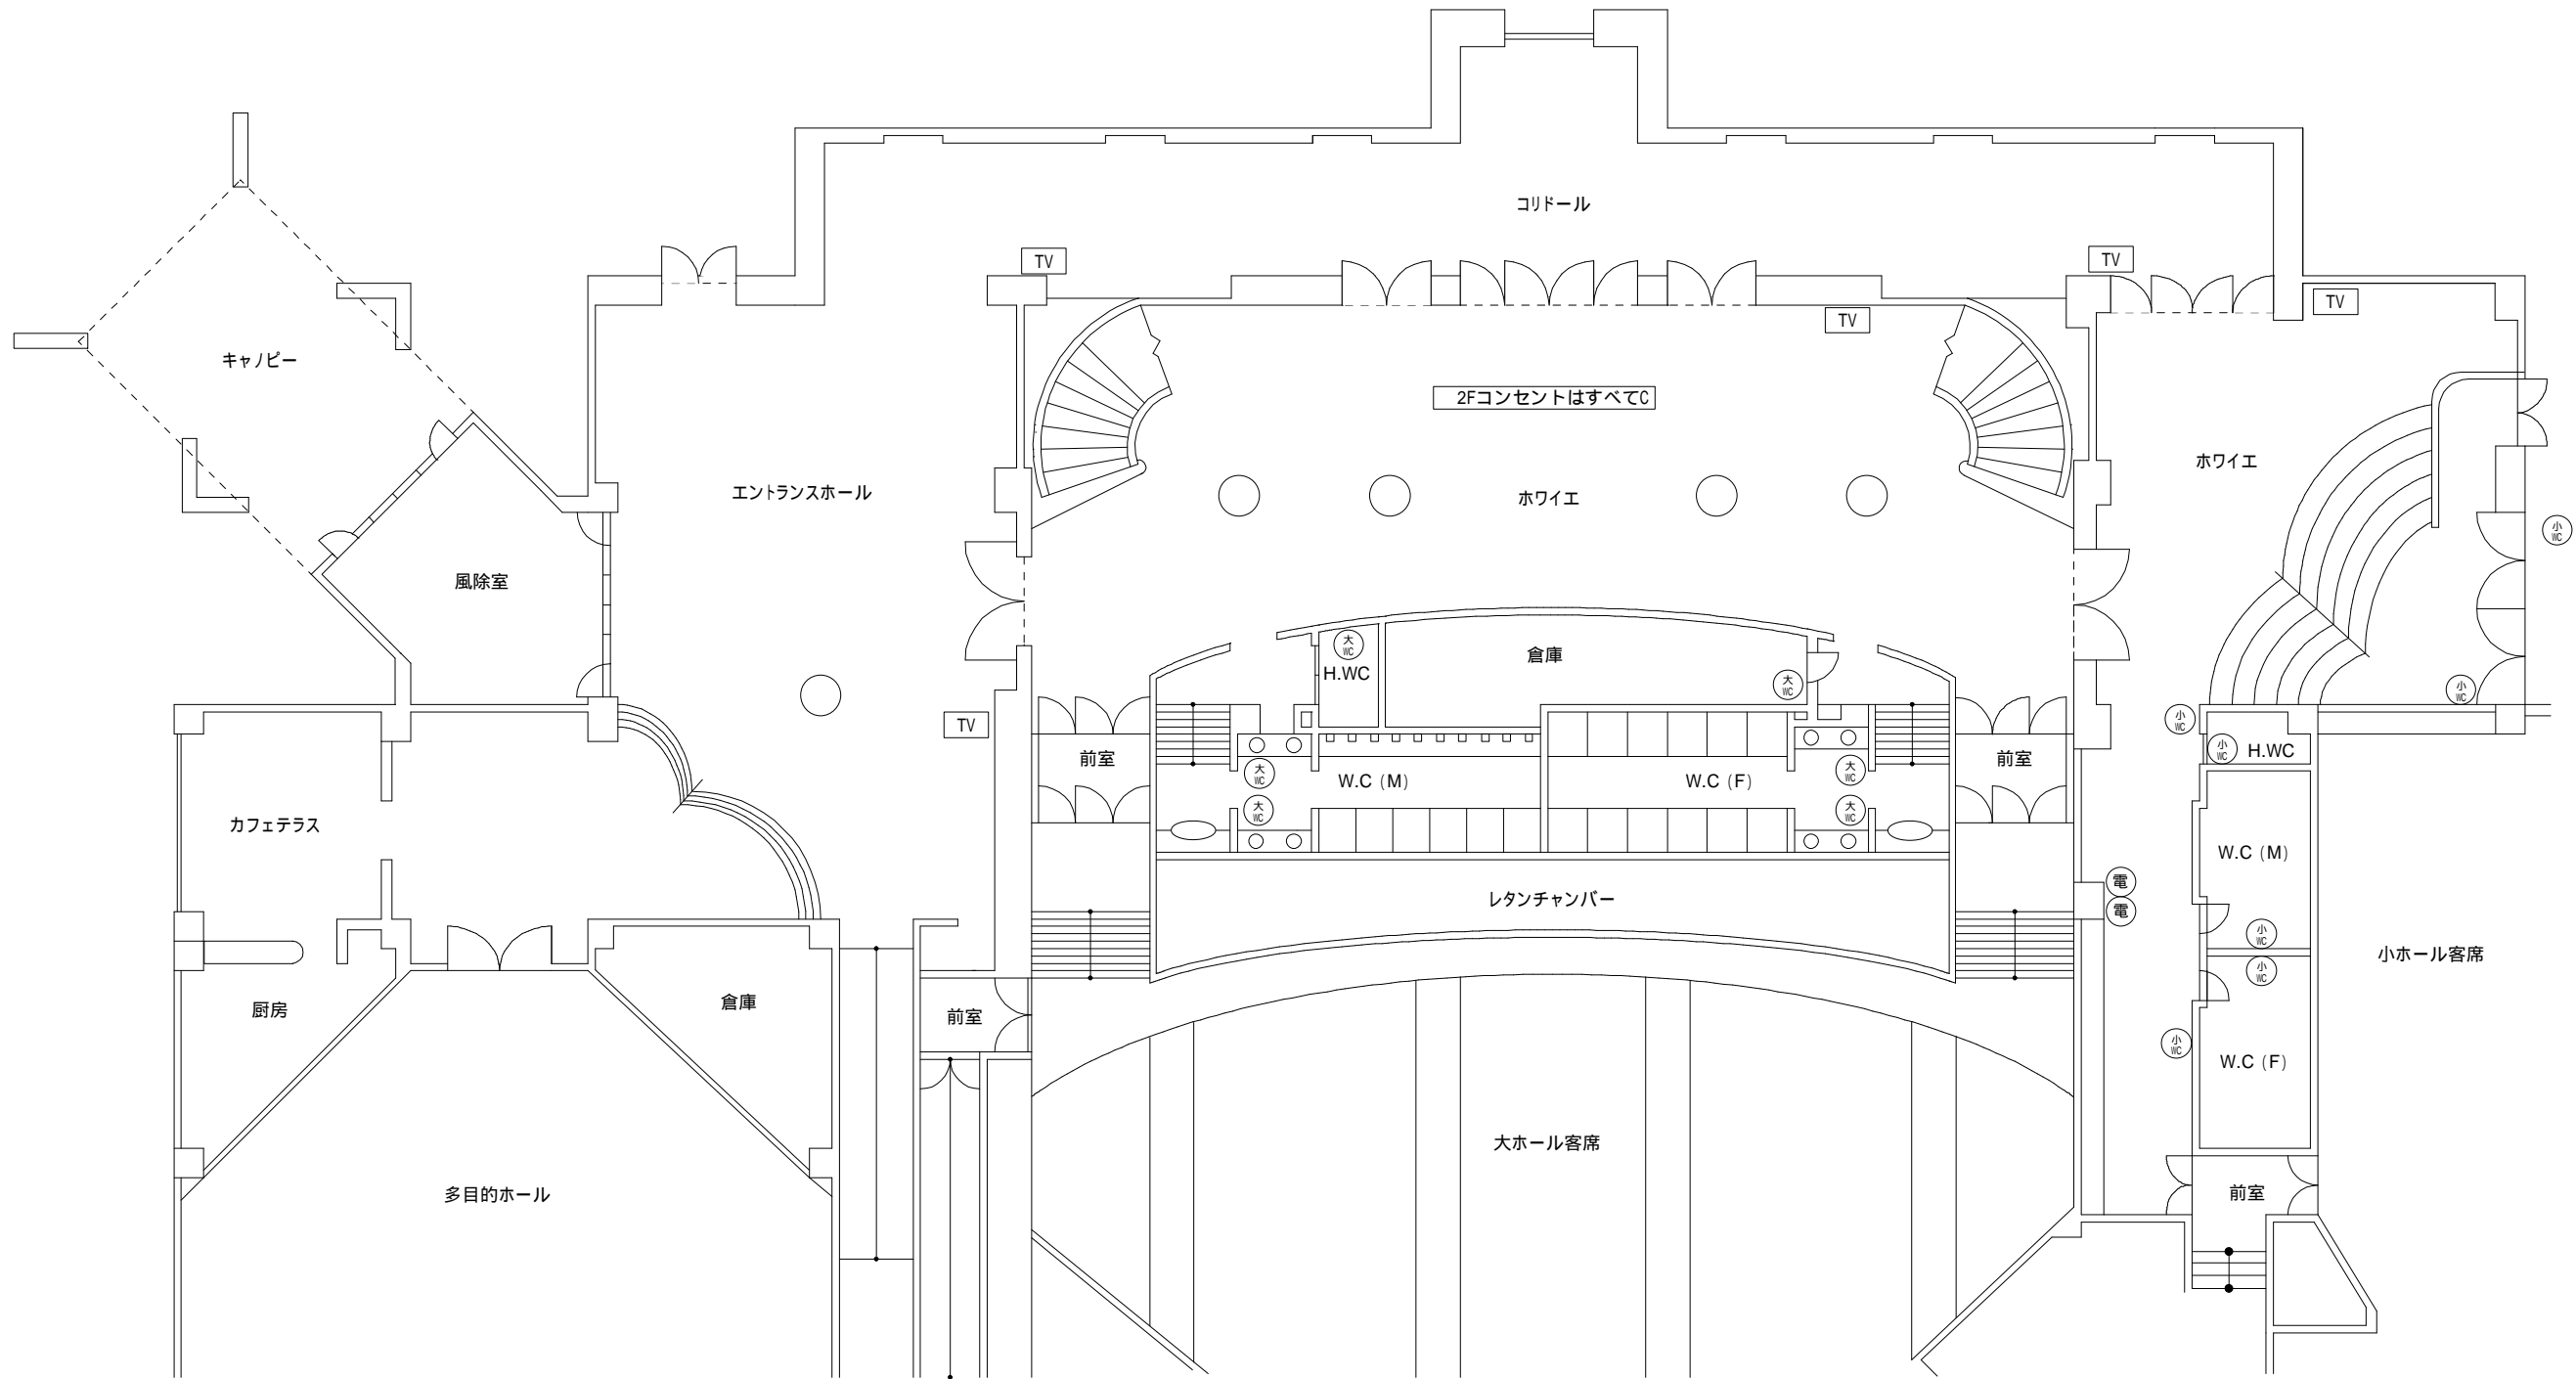 コリドール
TV
TV
TV
TV
キャノピー
2FコンセントはすべてC
ホワイエ
エントランスホール
ホワイエ
小
WC
風除室
大
WC
倉庫
H.WC
大
WC
小
WC
小
WC
TV
前室
前室
小
WC
H.WC
大
WC
W.C (M)
W.C (F)
大
WC
大
WC
大
WC
カフェテラス
W.C (M)
電
電
レタンチャンバー
小
WC
小ホール客席
小
WC
厨房
倉庫
前室
小
WC
W.C (F)
大ホール客席
多目的ホール
前室